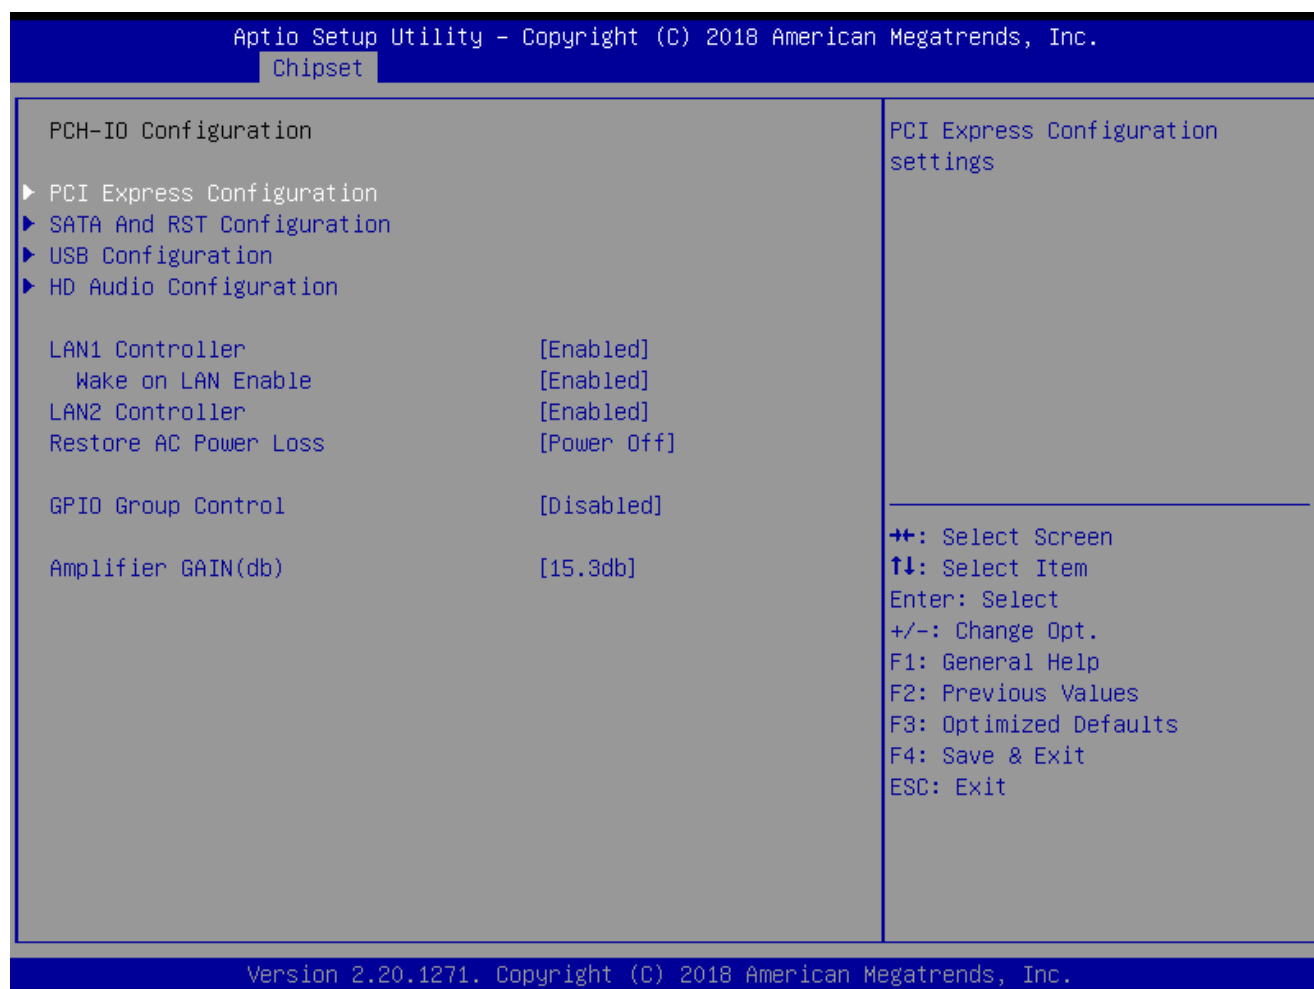 Aptio Setup Utility – Copyright (C) 2018 American Megatrends, Inc.
Chipset
PCH-IO Configuration
PCI Express Configuration
SATA And RST Configuration
USB Configuration
HD Audio Configuration
LAN1 Controller [Enabled]
Wake on LAN Enable [Enabled]
LAN2 Controller [Enabled]
Restore AC Power Loss [Power Off]
GPIO Group Control [Disabled]
Amplifier GAIN(db) [15.3db]
PCI Express Configuration
settings
→←: Select Screen
↑↓: Select Item
Enter: Select
+/-: Change Opt.
F1: General Help
F2: Previous Values
F3: Optimized Defaults
F4: Save & Exit
ESC: Exit
Version 2.20.1271. Copyright (C) 2018 American Megatrends, Inc.